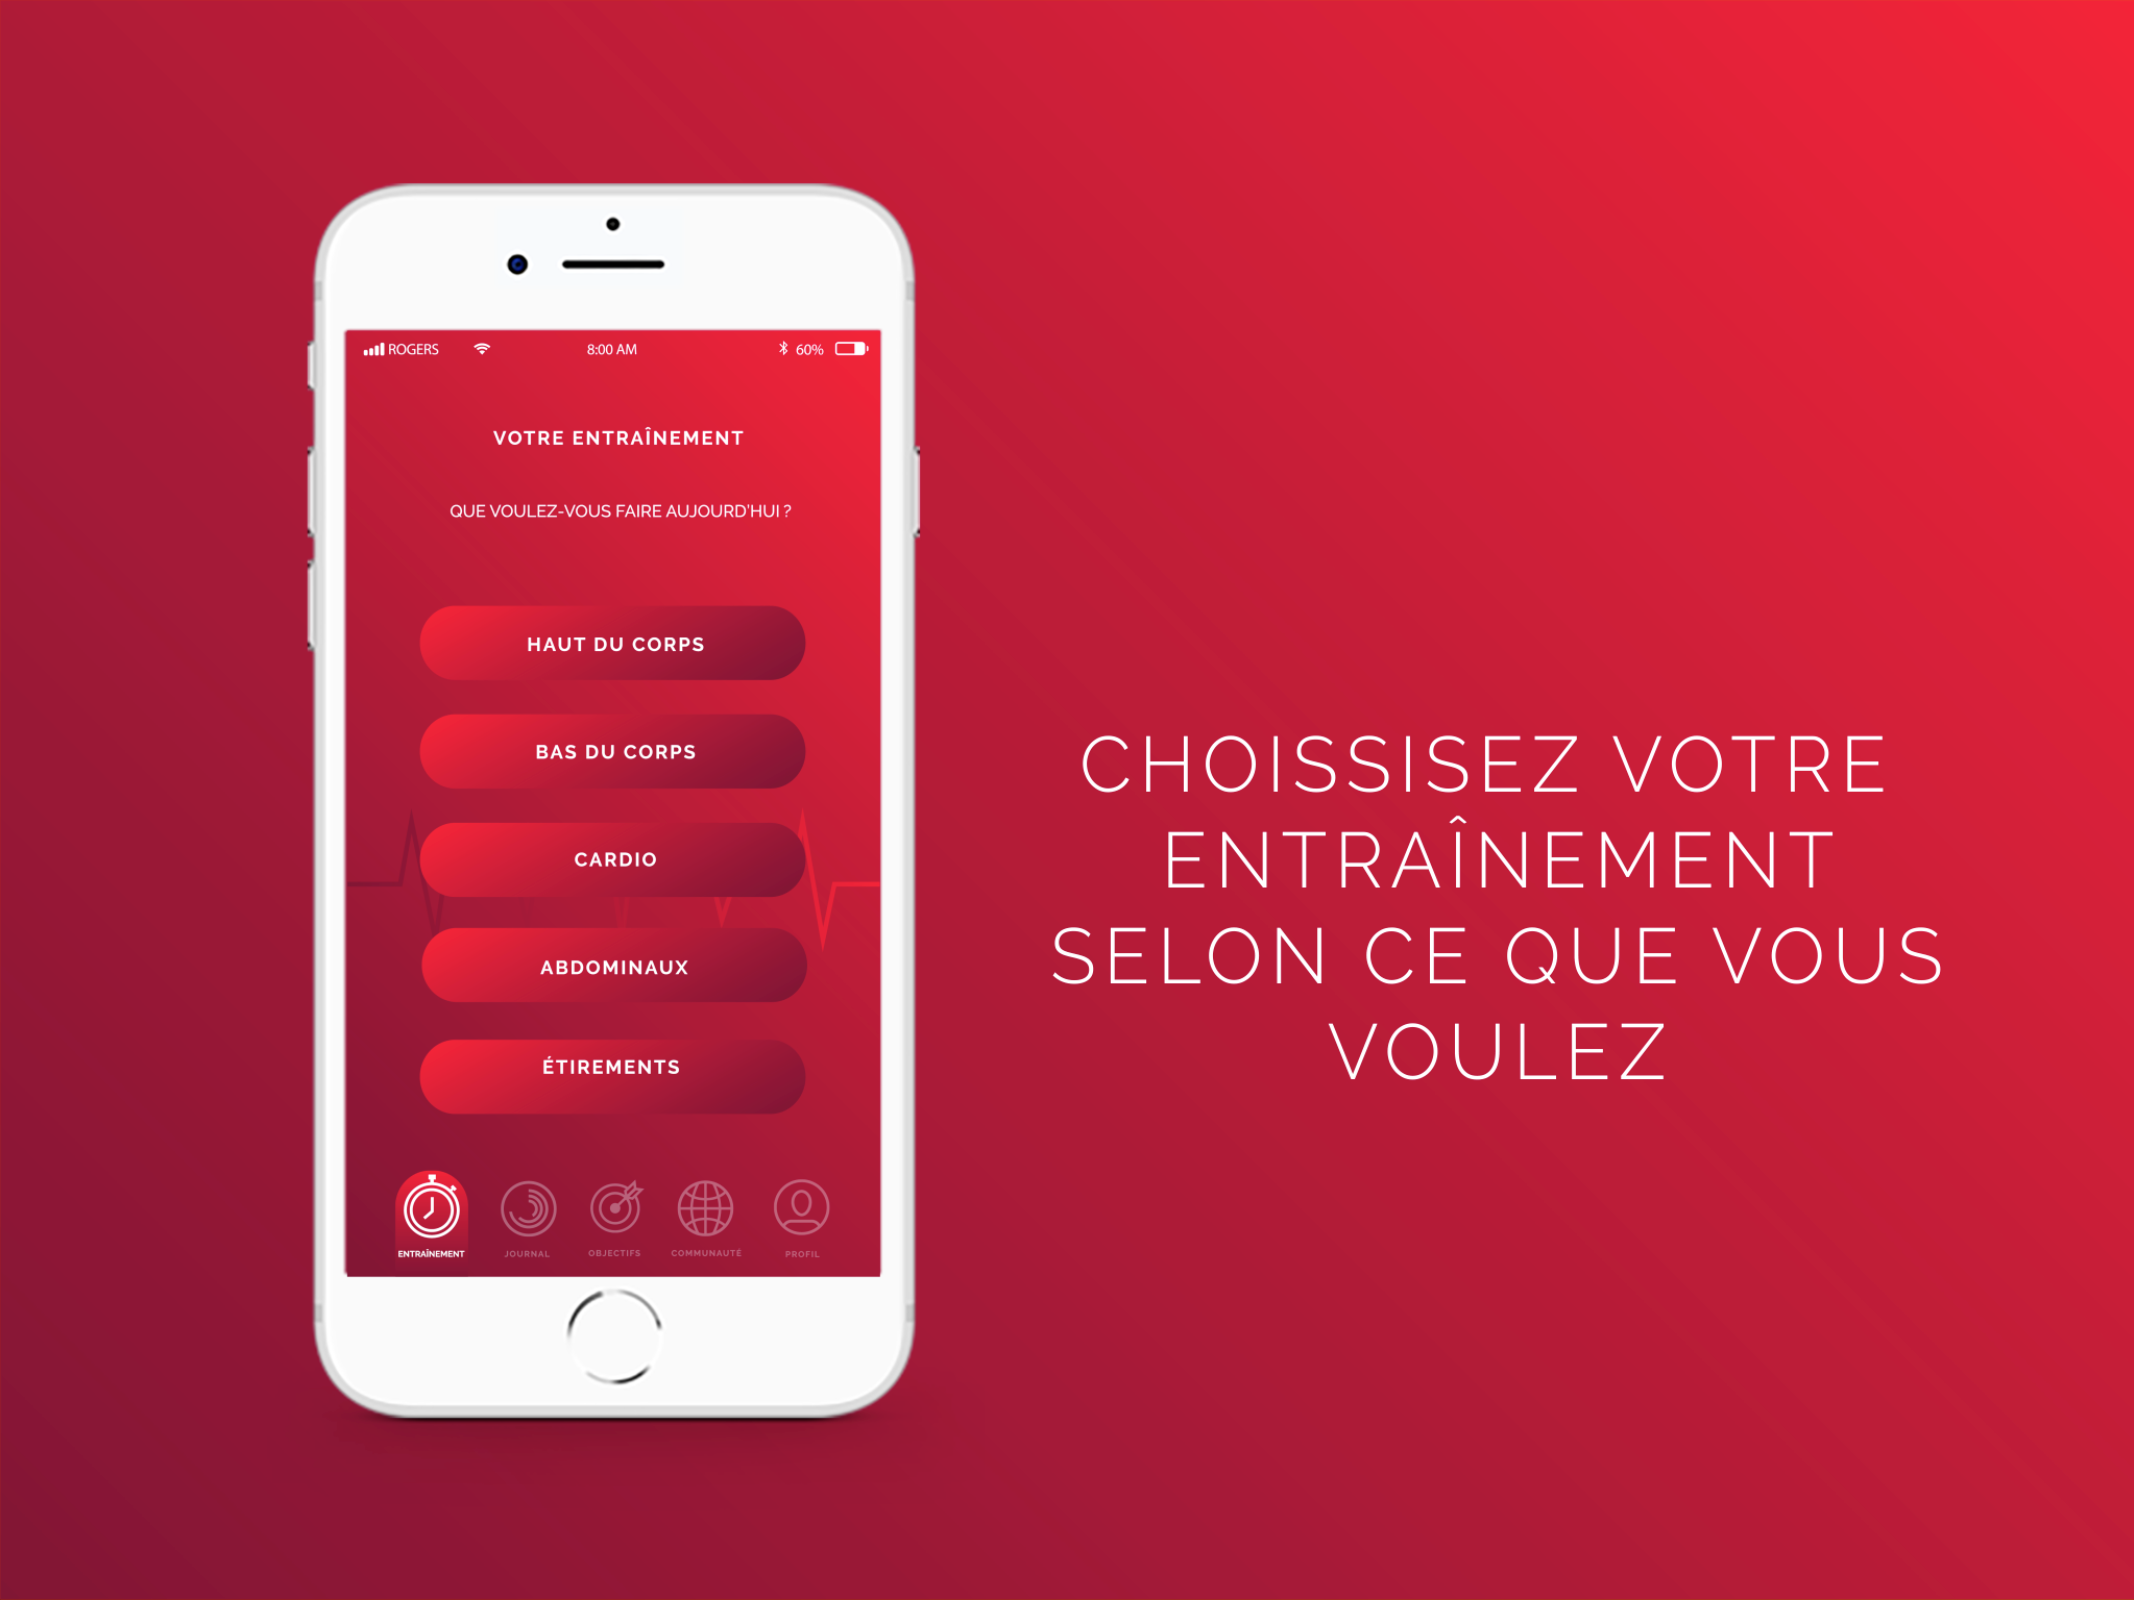 ROGERS 8:00 AM 60%
VOTRE ENTRAÎNEMENT
QUE VOULEZ-VOUS FAIRE AUJOURD'HUI ?
HAUT DU CORPS
BAS DU CORPS
CARDIO
ABDOMINAUX
ÉTIREMENTS
ENTRAÎNEMENT JOURNAL OBJECTIFS COMMUNAUTÉ PROFIL
CHOISSISEZ VOTRE
ENTRAÎNEMENT
SELON CE QUE VOUS
VOULEZ